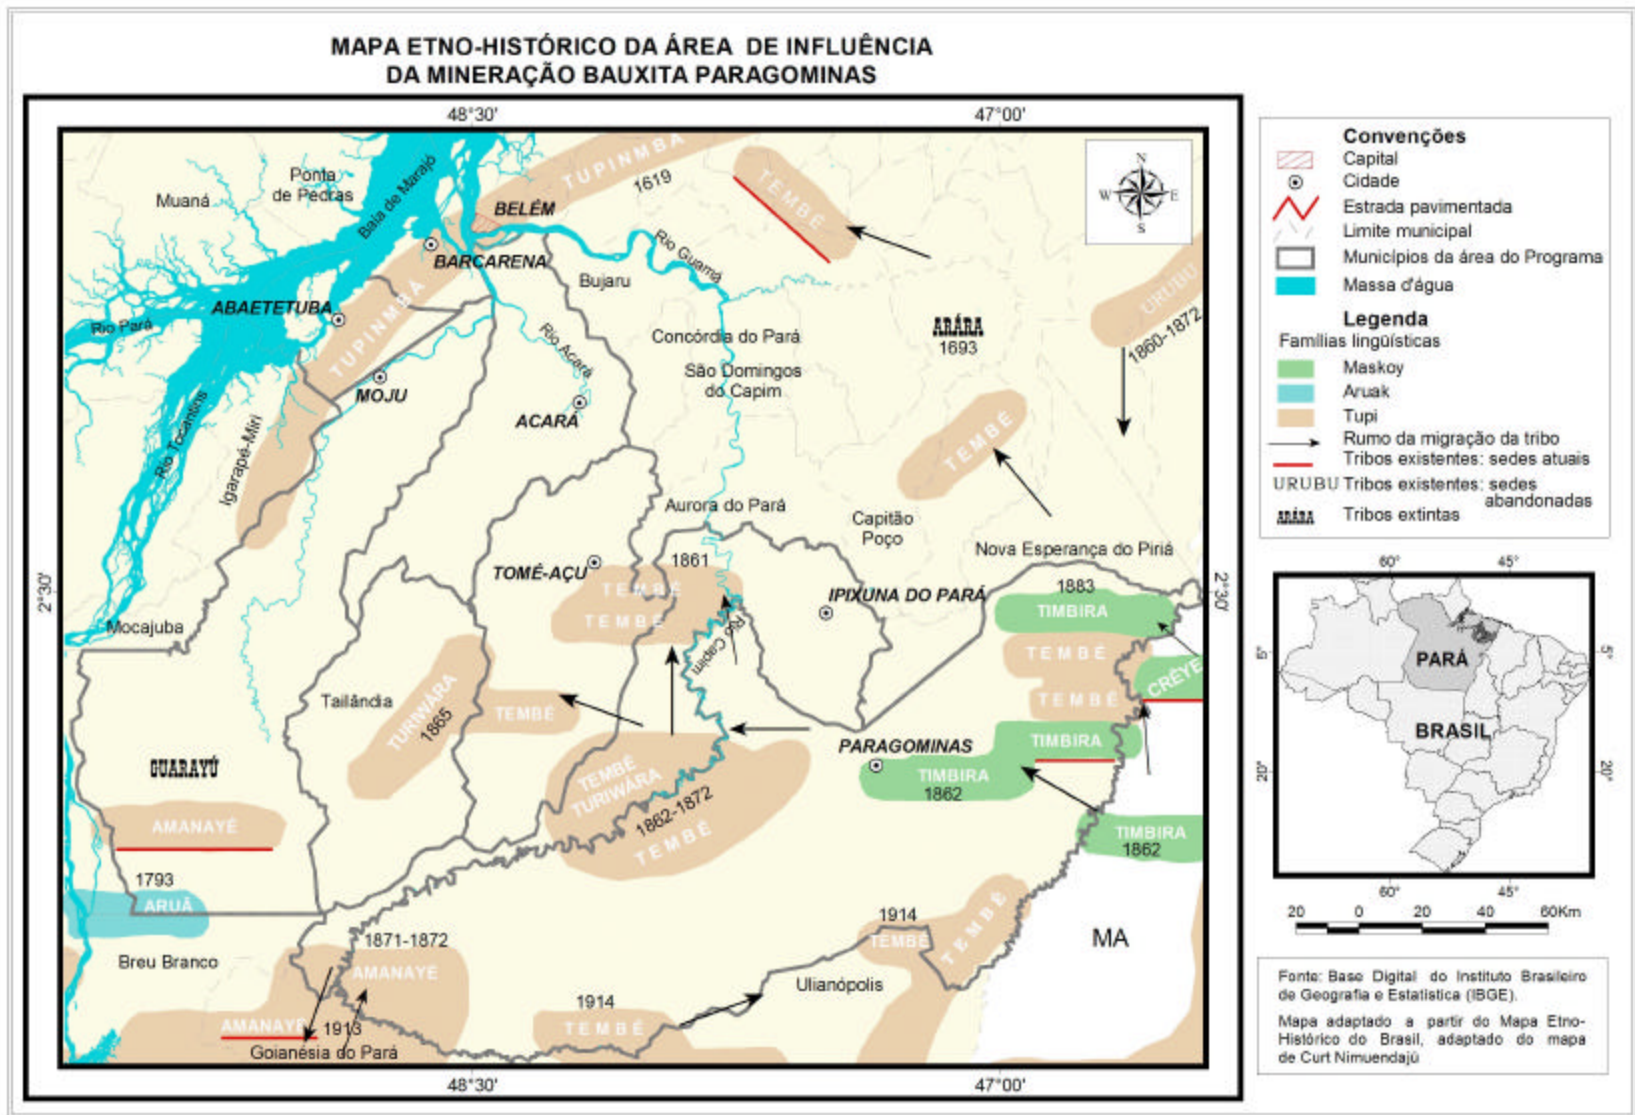 MAPA ETNO-HISTÓRICO DA ÁREA DE INFLUÊNCIA
DA MINERAÇÃO BAUXITA PARAGOMINAS
48°30'
47°00'
Muaná
Ponta
de Pedras
Baia de Marajó
TUPINMBA
1619
TEMBÉ
N
W
E
S
BELÉM
BARCARENA
Rio Guamá
Bujaru
URUBU
1860-1872
ABAETETUBA
Rio Pará
TUPINMBÁ
Rio Acará
Concórdia do Pará
ARÁRA
1693
São Domingos
do Capim
MOJU
ACARÁ
Rio Tocantins
Igarapé-Miri
TEMBÉ
Aurora do Pará
Capitão
Poço
Nova Esperança do Piriá
2°30'
2°30'
TOMÉ-AÇU
1861
TEMBÉ
TEMBÉ
IPIXUNA DO PARÁ
1883
TIMBIRA
Mocajuba
Rio Capim
TEMBÉ
CRÊYE
TEMBÉ
Tailândia
TURIWÁRA
1865
TEMBÉ
PARAGOMINAS
TIMBIRA
TIMBIRA
1862
GUARAYÚ
TEMBÉ
TURIWÁRA
1862-1872
TEMBÉ
AMANAYÉ
TIMBIRA
1862
1793
ARUÃ
1914
TEMBÉ
TEMBÉ
MA
1871-1872
AMANAYÉ
Breu Branco
Ulianópolis
1914
TEMBÉ
AMANAYÉ
1913
Goianésia do Pará
48°30'
47°00'
Convenções
Capital
Cidade
Estrada pavimentada
Limite municipal
Municípios da área do Programa
Massa d'água
Legenda
Famílias lingüísticas
Maskoy
Aruak
Tupi
Rumo da migração da tribo
Tribos existentes: sedes atuais
URUBU Tribos existentes: sedes
abandonadas
ARÁRA Tribos extintas
60°
45°
5°
5°
PARÁ
BRASIL
20°
20°
60°
45°
20 0 20 40 60Km
Fonte: Base Digital do Instituto Brasileiro
de Geografia e Estatística (IBGE).
Mapa adaptado a partir do Mapa Etno-
Histórico do Brasil, adaptado do mapa
de Curt Nimuendajú